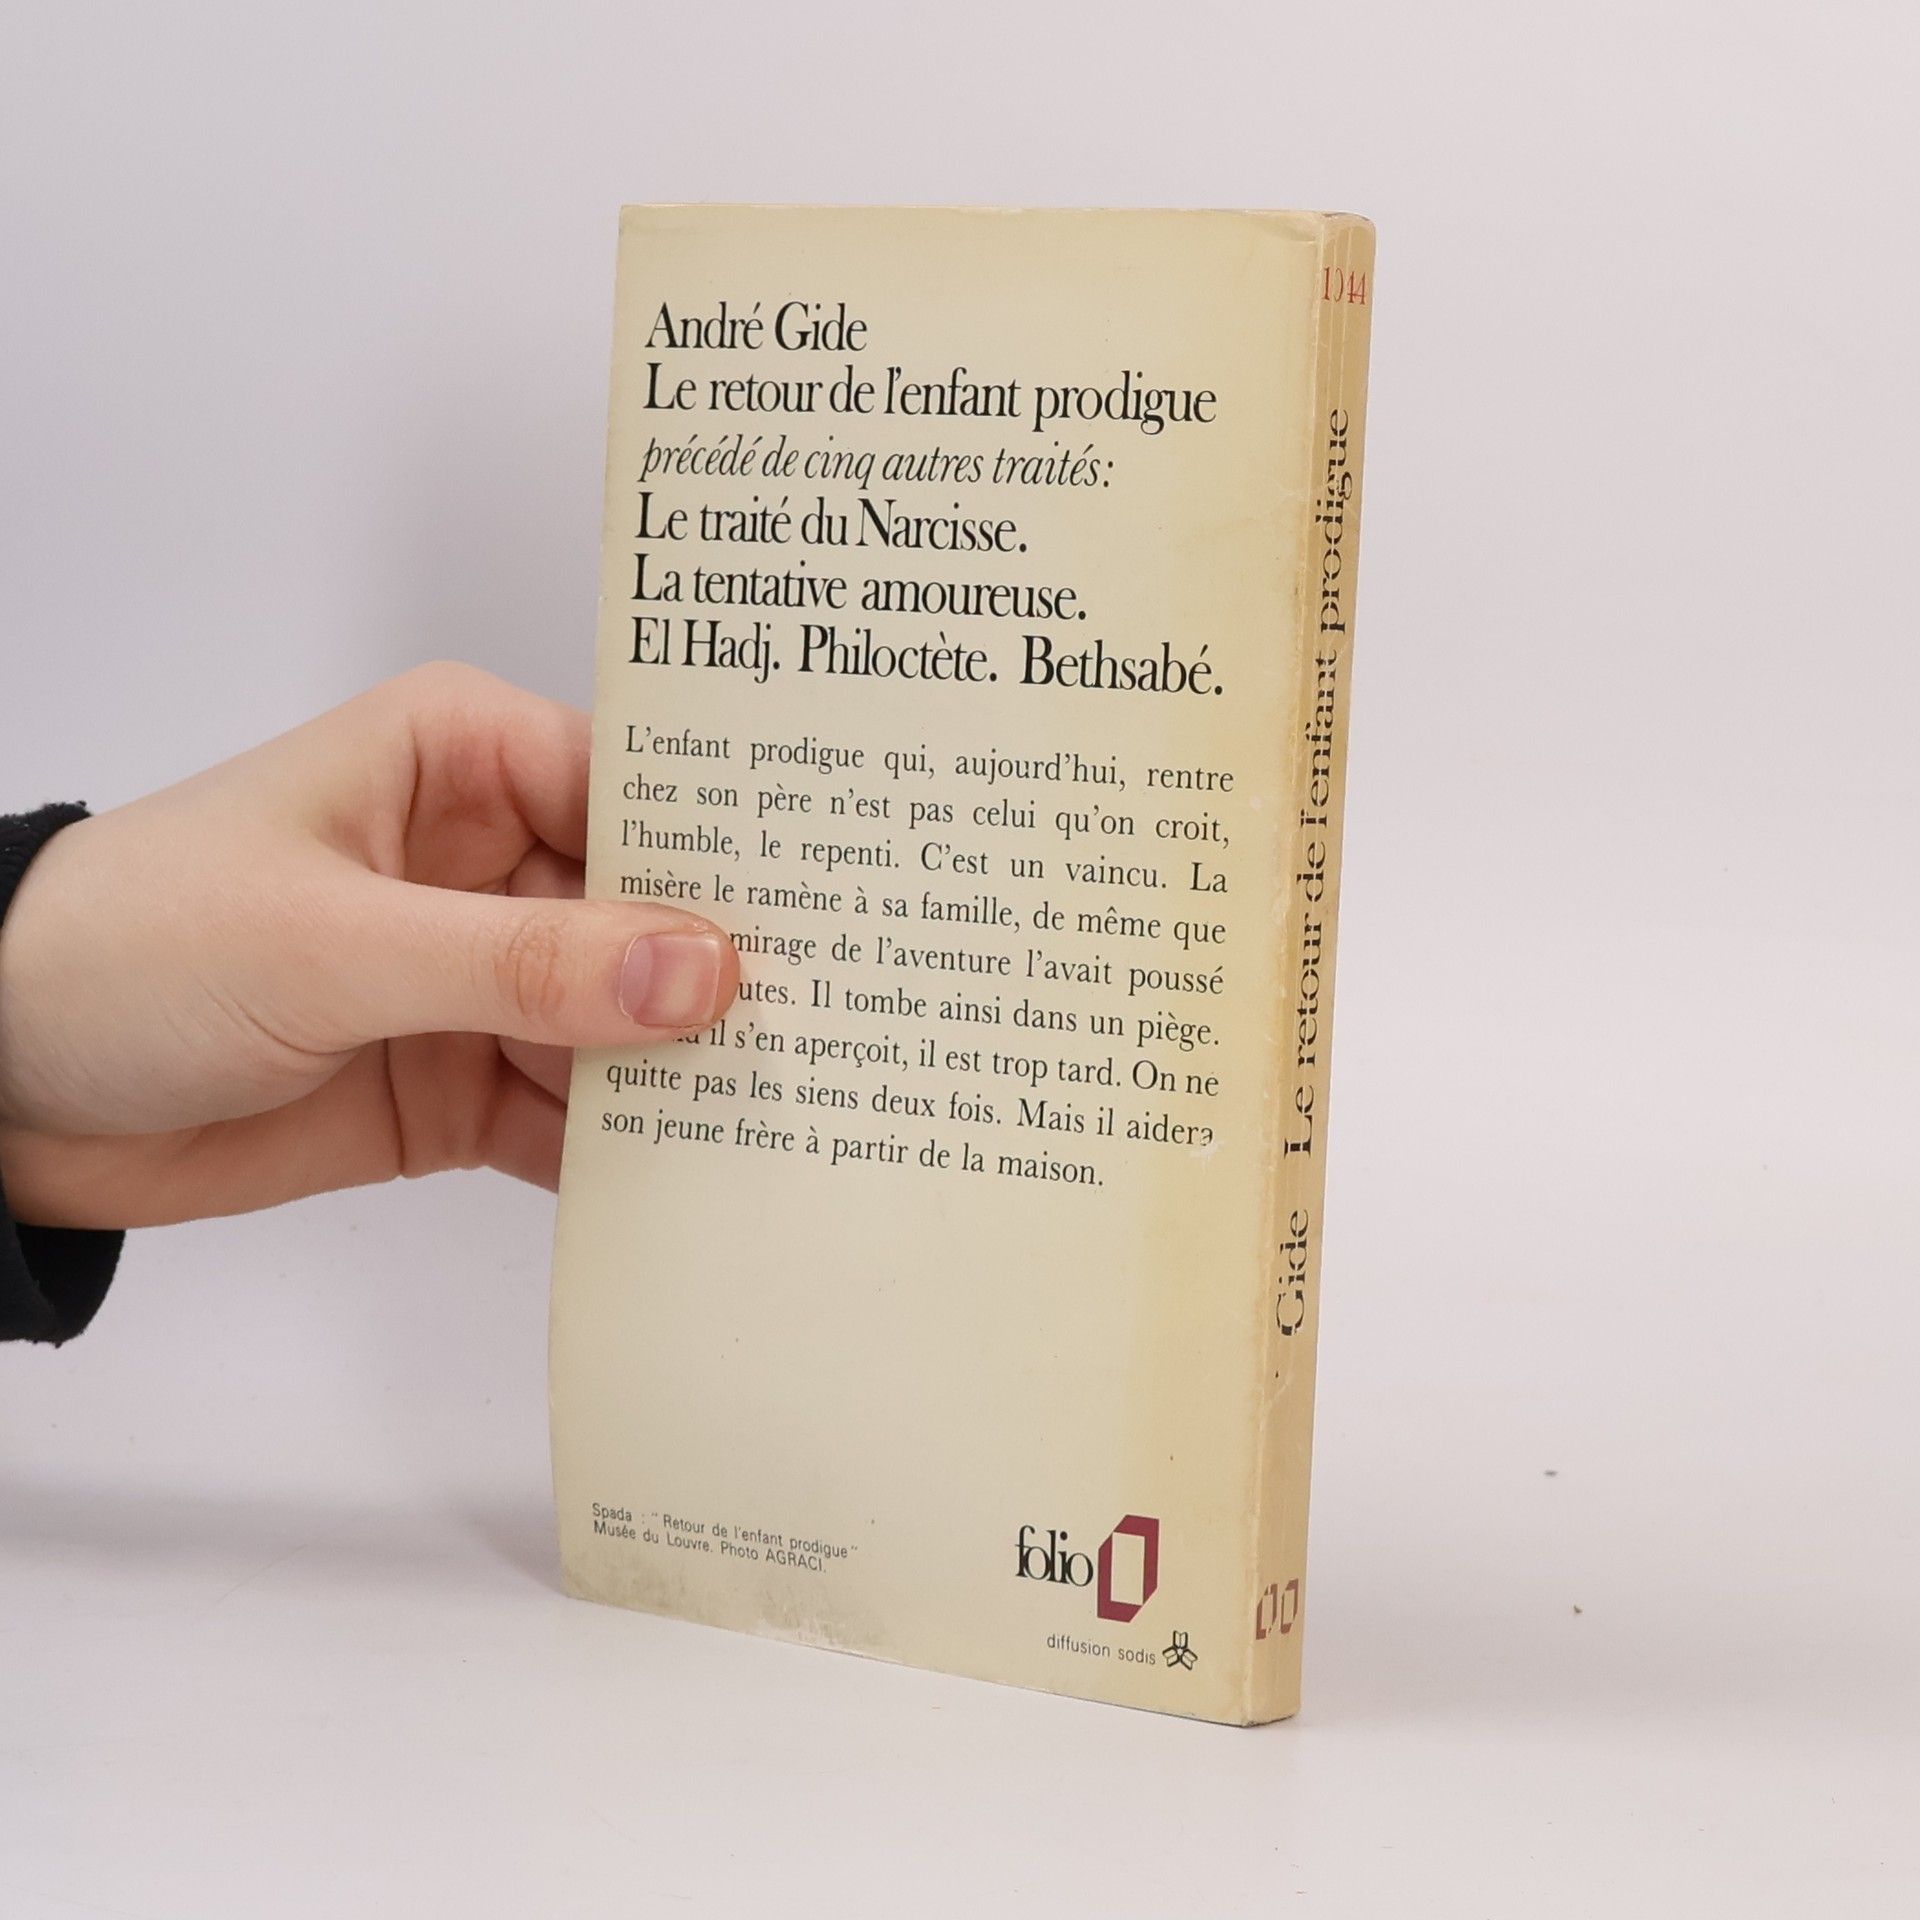 André Gide
Le retour de l'enfant prodigue
précédé de cinq autres traités:
Le traité du Narcisse.
La tentative amoureuse.
El Hadj. Philoctète. Bethsabé.
L'enfant prodigue qui, aujourd'hui, rentre
chez son père n'est pas celui qu'on croit,
l'humble, le repenti. C'est un vaincu. La
misère le ramène à sa famille, de même que
mirage de l'aventure l'avait poussé
Il tombe ainsi dans un piège.
il s'en aperçoit, il est trop tard. On ne
quitte pas les siens deux fois. Mais il aidera
son jeune frère à partir de la maison.
Spada : "Retour de l'enfant prodigue"
Musée du Louvre. Photo AGRACI.
folio
diffusion sodis
1044
Gide Le retour de l'enfant prodigue